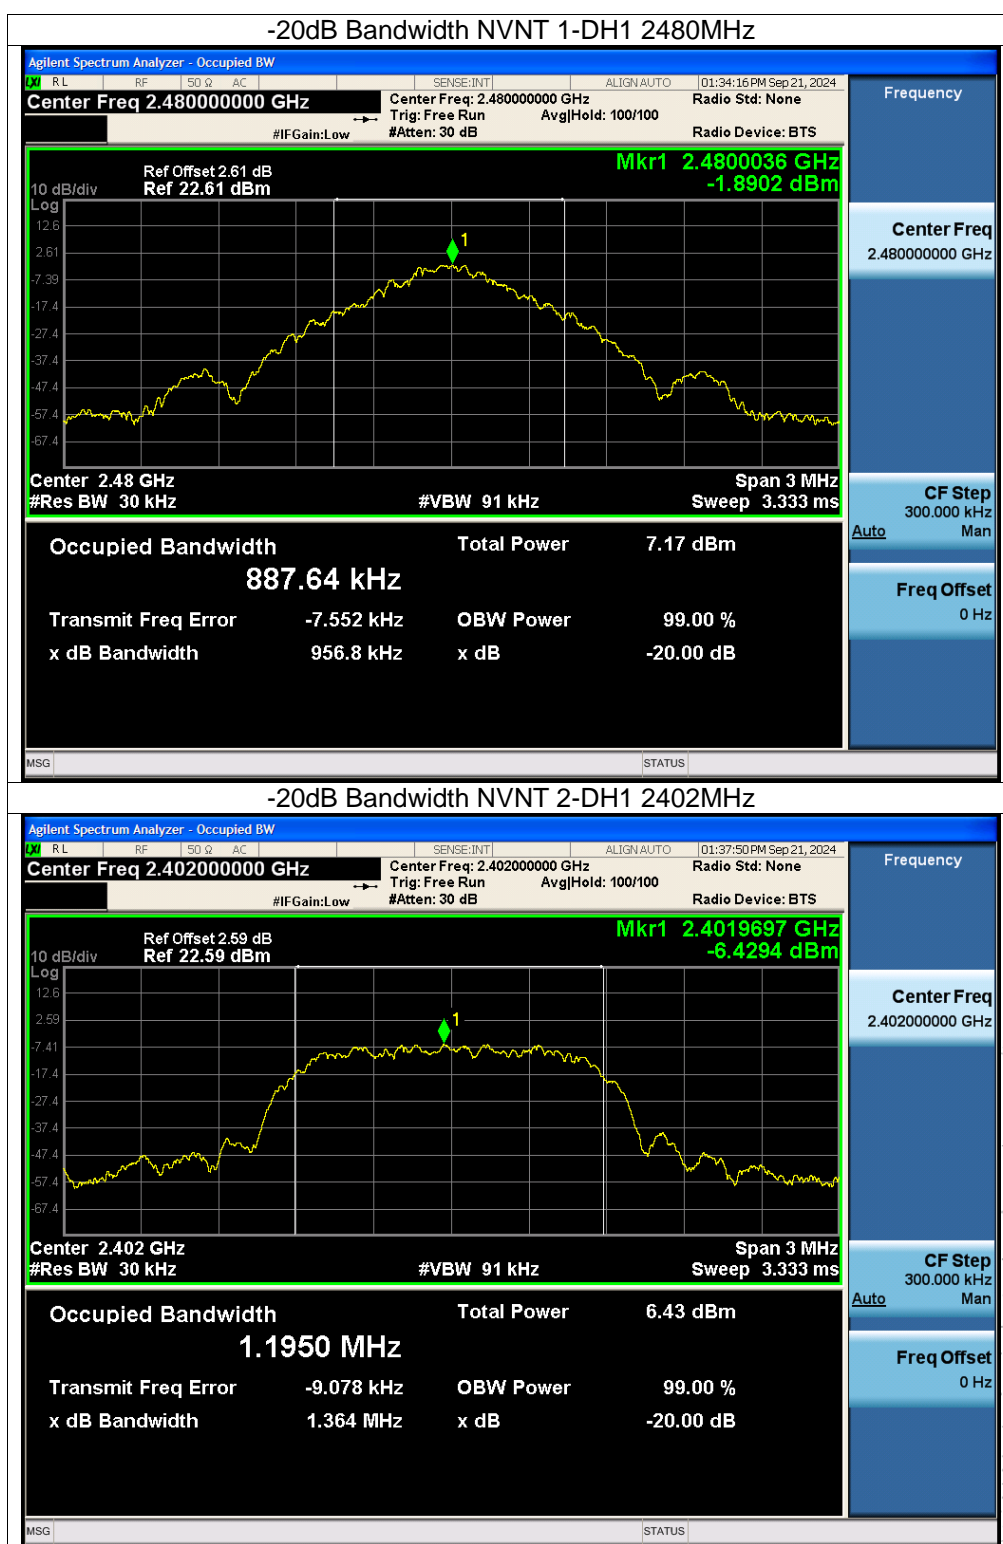 -20dB Bandwidth NVNT 1-DH1 2480MHz
Agilent Spectrum Analyzer - Occupied BW
LXI RL RF 50 Ω AC SENSE:INT ALIGN AUTO 01:34:16 PM Sep 21, 2024
Center Freq 2.480000000 GHz Center Freq: 2.480000000 GHz Radio Std: None Frequency
Trig: Free Run Avg|Hold: 100/100
#IFGain:Low #Atten: 30 dB Radio Device: BTS
Mkr1 2.4800036 GHz
Ref Offset 2.61 dB
10 dB/div Ref 22.61 dBm -1.8902 dBm
Log
12.6
2.61
-7.39
-17.4
-27.4
-37.4
-47.4
-57.4
-67.4
1
Center Freq
2.480000000 GHz
Center 2.48 GHz Span 3 MHz
#Res BW 30 kHz #VBW 91 kHz Sweep 3.333 ms
CF Step
300.000 kHz
Auto Man
Occupied Bandwidth Total Power 7.17 dBm
887.64 kHz
Freq Offset
0 Hz
Transmit Freq Error -7.552 kHz OBW Power 99.00 %
x dB Bandwidth 956.8 kHz x dB -20.00 dB
MSG STATUS
-20dB Bandwidth NVNT 2-DH1 2402MHz
Agilent Spectrum Analyzer - Occupied BW
LXI RL RF 50 Ω AC SENSE:INT ALIGN AUTO 01:37:50 PM Sep 21, 2024
Center Freq 2.402000000 GHz Center Freq: 2.402000000 GHz Radio Std: None Frequency
Trig: Free Run Avg|Hold: 100/100
#IFGain:Low #Atten: 30 dB Radio Device: BTS
Mkr1 2.4019697 GHz
Ref Offset 2.59 dB
10 dB/div Ref 22.59 dBm -6.4294 dBm
Log
12.6
2.59
-7.41
-17.4
-27.4
-37.4
-47.4
-57.4
-67.4
1
Center Freq
2.402000000 GHz
Center 2.402 GHz Span 3 MHz
#Res BW 30 kHz #VBW 91 kHz Sweep 3.333 ms
CF Step
300.000 kHz
Auto Man
Occupied Bandwidth Total Power 6.43 dBm
1.1950 MHz
Freq Offset
0 Hz
Transmit Freq Error -9.078 kHz OBW Power 99.00 %
x dB Bandwidth 1.364 MHz x dB -20.00 dB
MSG STATUS